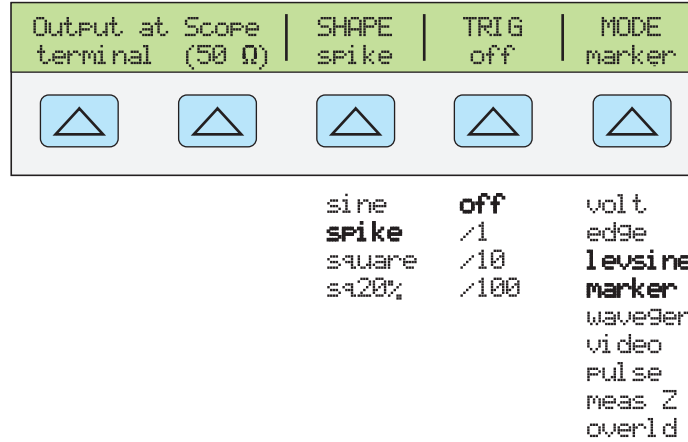 Output at Scope SHAPE TRIG MODE
terminal (50 Ω) spike off marker
sine off volt
spike /1 edge
square /10 levsine
sq20% /100 marker
wavegen
video
pulse
meas Z
overld